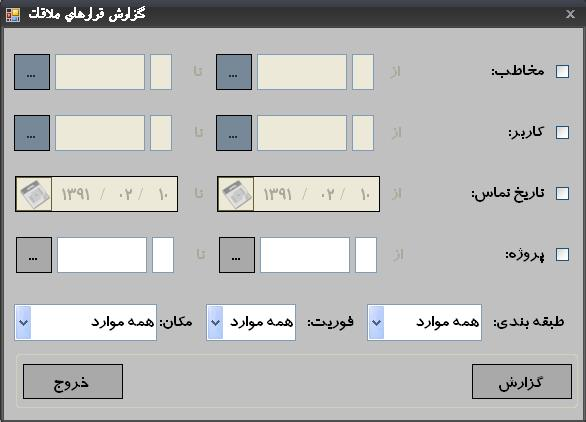 گزارش قرارهاي ملاقات
مخاطب: از ... تا ...
کاربر: از ... تا ...
تاریخ تماس: از ۱۰ / ۰۲ / ۱۳۹۱ تا ۱۰ / ۰۲ / ۱۳۹۱
پروژه: از ... تا ...
طبقه بندی: همه موارد فوریت: همه موارد مکان: همه موارد
گزارش خروج